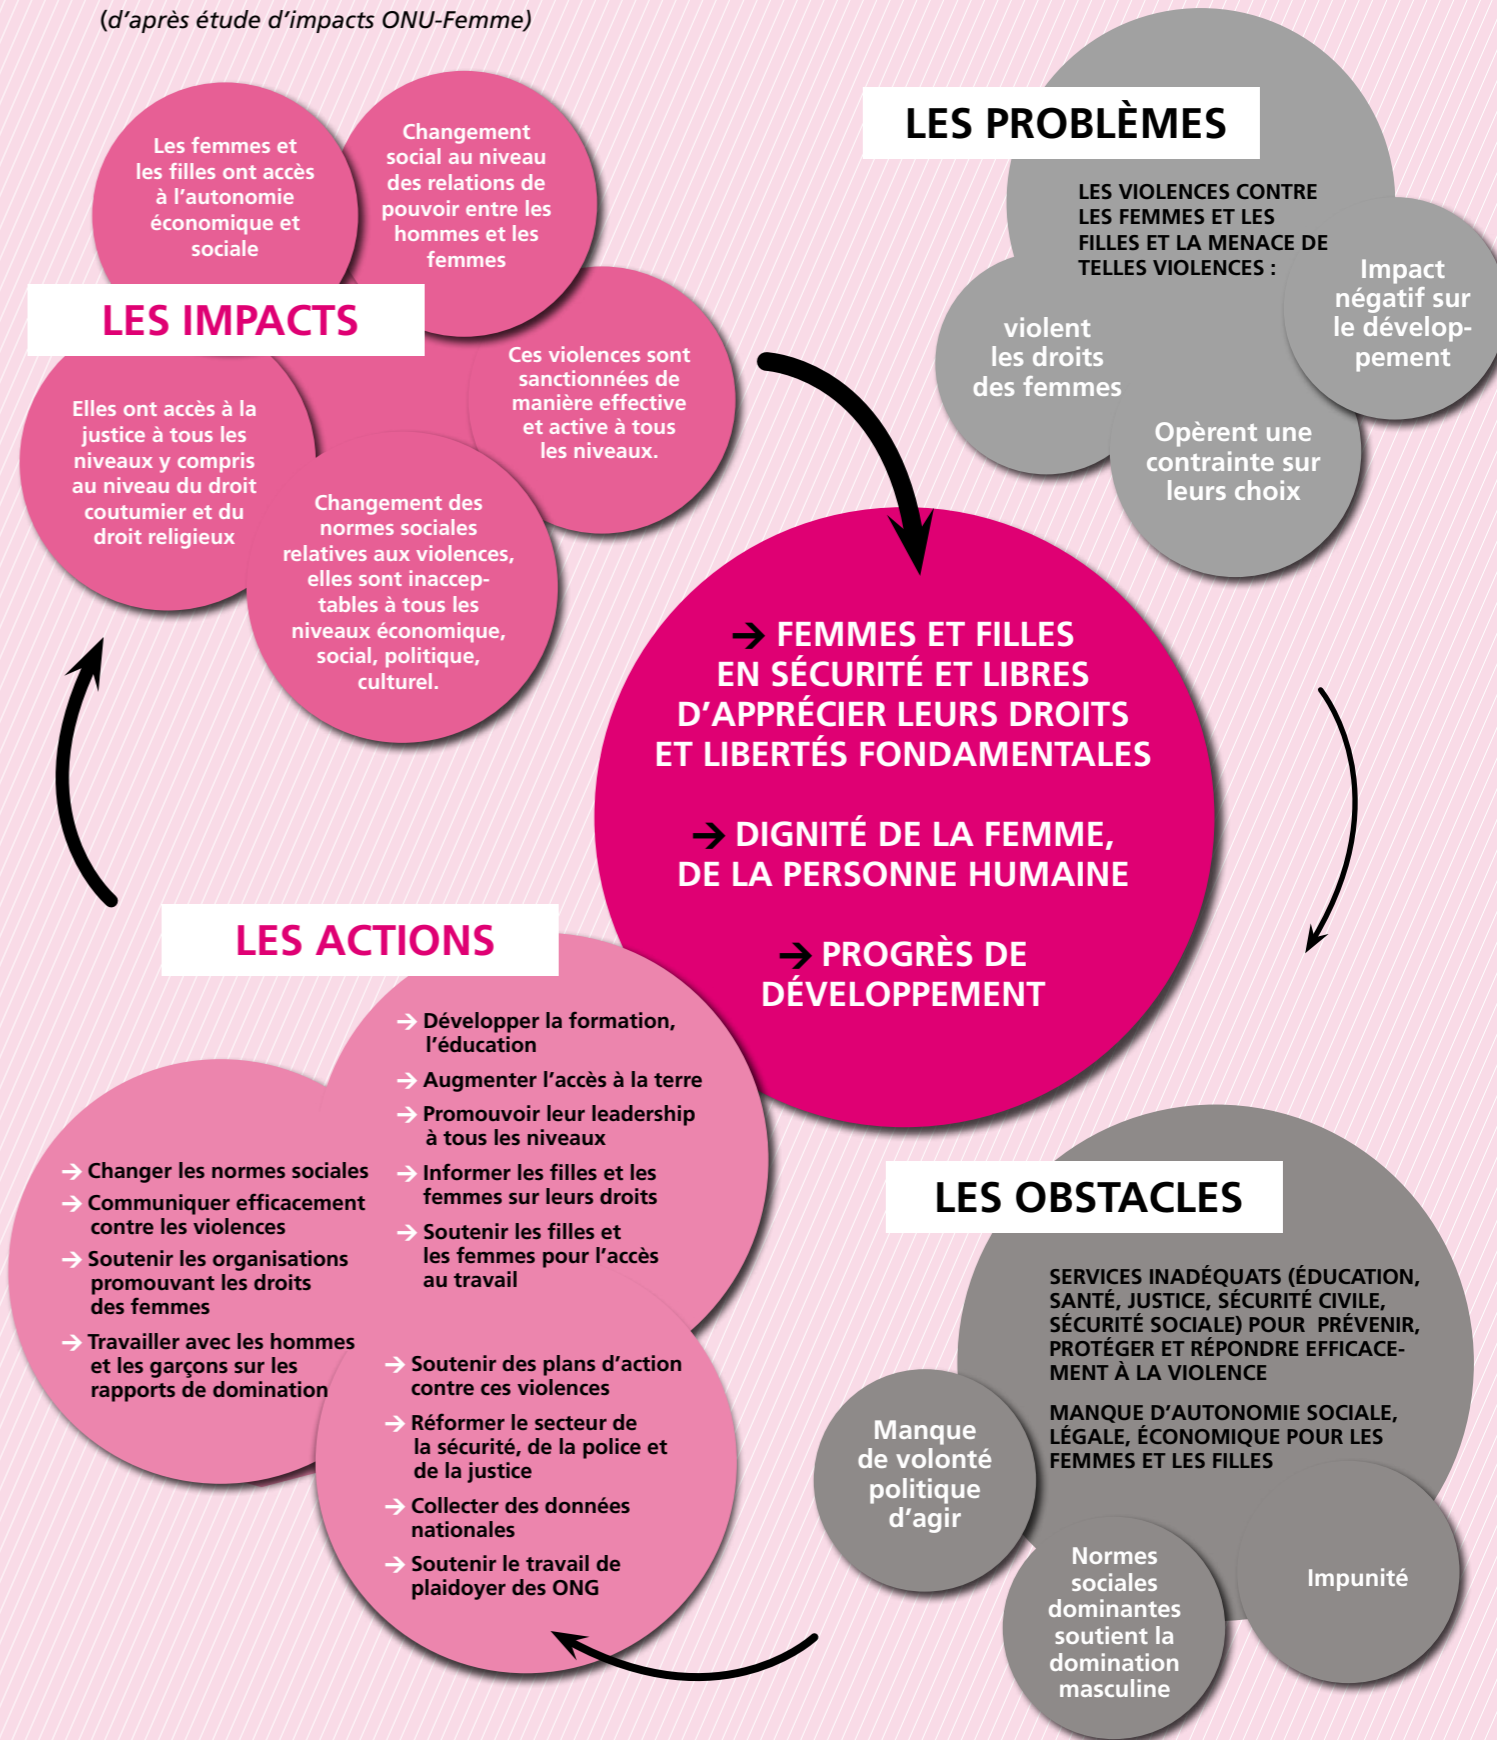 (d'après étude d'impacts ONU-Femme)
LES PROBLÈMES
LES VIOLENCES CONTRE
LES FEMMES ET LES
FILLES ET LA MENACE DE
TELLES VIOLENCES :
violent
les droits
des femmes
Opèrent une
contrainte sur
leurs choix
Impact
négatif sur
le dévelop-
pement
Les femmes et
les filles ont accès
à l'autonomie
économique et
sociale
Changement
social au niveau
des relations de
pouvoir entre les
hommes et les
femmes
LES IMPACTS
Ces violences sont
sanctionnées de
manière effective
et active à tous
les niveaux.
Elles ont accès à la
justice à tous les
niveaux y compris
au niveau du droit
coutumier et du
droit religieux
Changement des
normes sociales
relatives aux violences,
elles sont inaccep-
tables à tous les
niveaux économique,
social, politique,
culturel.
→ FEMMES ET FILLES
EN SÉCURITÉ ET LIBRES
D'APPRÉCIER LEURS DROITS
ET LIBERTÉS FONDAMENTALES
→ DIGNITÉ DE LA FEMME,
DE LA PERSONNE HUMAINE
→ PROGRÈS DE
DÉVELOPPEMENT
LES ACTIONS
→ Développer la formation,
l'éducation
→ Augmenter l'accès à la terre
→ Promouvoir leur leadership
à tous les niveaux
→ Informer les filles et les
femmes sur leurs droits
→ Soutenir les filles et
les femmes pour l'accès
au travail
→ Changer les normes sociales
→ Communiquer efficacement
contre les violences
→ Soutenir les organisations
promouvant les droits
des femmes
→ Travailler avec les hommes
et les garçons sur les
rapports de domination
→ Soutenir des plans d'action
contre ces violences
→ Réformer le secteur de
la sécurité, de la police et
de la justice
→ Collecter des données
nationales
→ Soutenir le travail de
plaidoyer des ONG
LES OBSTACLES
SERVICES INADÉQUATS (ÉDUCATION,
SANTÉ, JUSTICE, SÉCURITÉ CIVILE,
SÉCURITÉ SOCIALE) POUR PRÉVENIR,
PROTÉGER ET RÉPONDRE EFFICACE-
MENT À LA VIOLENCE
MANQUE D'AUTONOMIE SOCIALE,
LÉGALE, ÉCONOMIQUE POUR LES
FEMMES ET LES FILLES
Manque
de volonté
politique
d'agir
Normes
sociales
dominantes
soutient la
domination
masculine
Impunité